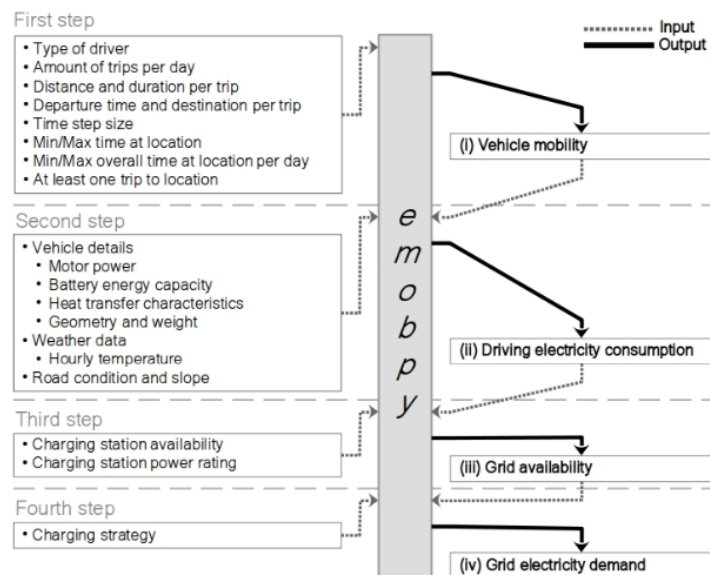 First step
• Type of driver
• Amount of trips per day
• Distance and duration per trip
• Departure time and destination per trip
• Time step size
• Min/Max time at location
• Min/Max overall time at location per day
• At least one trip to location
Input
Output
(i) Vehicle mobility
emobpy
Second step
• Vehicle details
• Motor power
• Battery energy capacity
• Heat transfer characteristics
• Geometry and weight
• Weather data
• Hourly temperature
• Road condition and slope
(ii) Driving electricity consumption
Third step
• Charging station availability
• Charging station power rating
(iii) Grid availability
Fourth step
• Charging strategy
(iv) Grid electricity demand